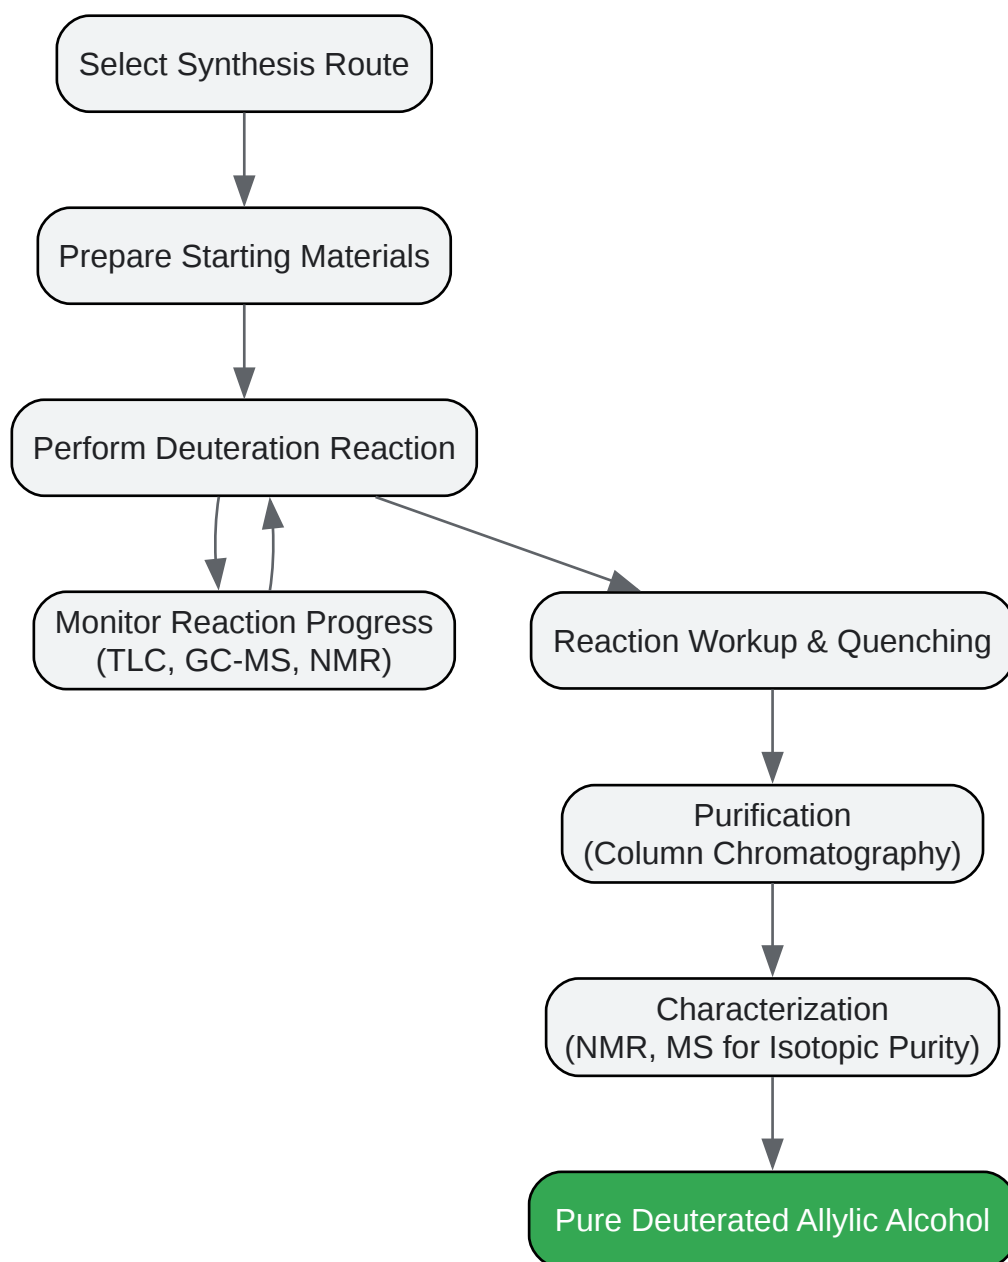 Select Synthesis Route
Prepare Starting Materials
Perform Deuteration Reaction
Monitor Reaction Progress
(TLC, GC-MS, NMR)
Reaction Workup & Quenching
Purification
(Column Chromatography)
Characterization
(NMR, MS for Isotopic Purity)
Pure Deuterated Allylic Alcohol